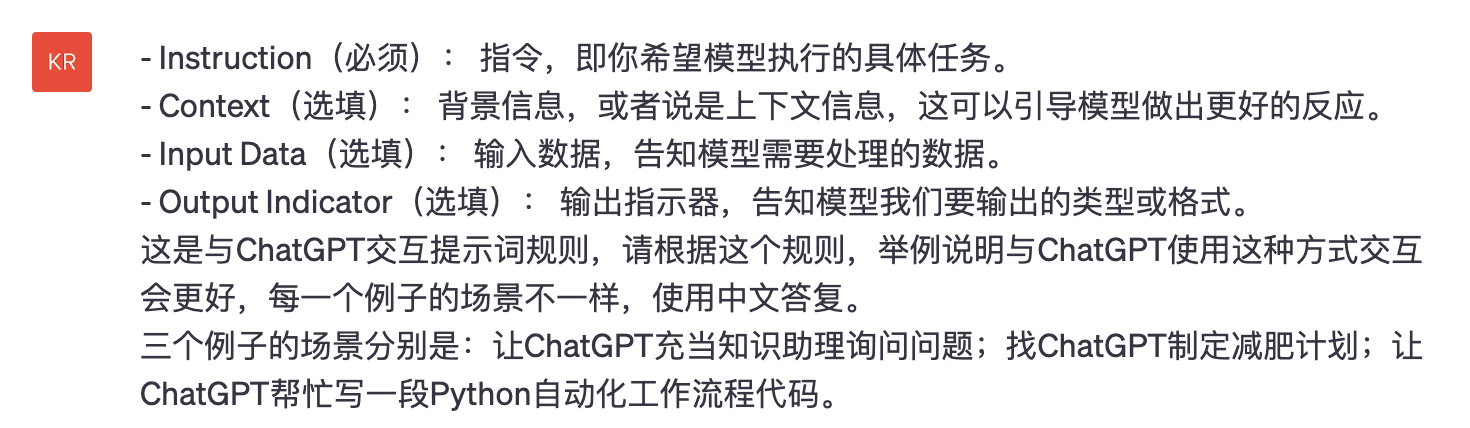 KR
- Instruction（必须）： 指令，即你希望模型执行的具体任务。
- Context（选填）： 背景信息，或者说是上下文信息，这可以引导模型做出更好的反应。
- Input Data（选填）： 输入数据，告知模型需要处理的数据。
- Output Indicator（选填）： 输出指示器，告知模型我们要输出的类型或格式。
这是与ChatGPT交互提示词规则，请根据这个规则，举例说明与ChatGPT使用这种方式交互
会更好，每一个例子的场景不一样，使用中文答复。
三个例子的场景分别是：让ChatGPT充当知识助理询问问题；找ChatGPT制定减肥计划；让
ChatGPT帮忙写一段Python自动化工作流程代码。